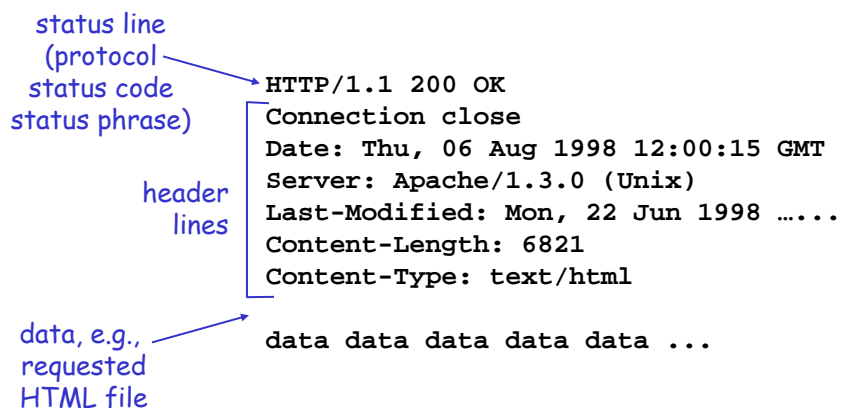 status line
(protocol
status code
status phrase)
HTTP/1.1 200 OK
Connection close
Date: Thu, 06 Aug 1998 12:00:15 GMT
Server: Apache/1.3.0 (Unix)
Last-Modified: Mon, 22 Jun 1998 …...
Content-Length: 6821
Content-Type: text/html
header
lines
data, e.g.,
requested
HTML file
data data data data data ...